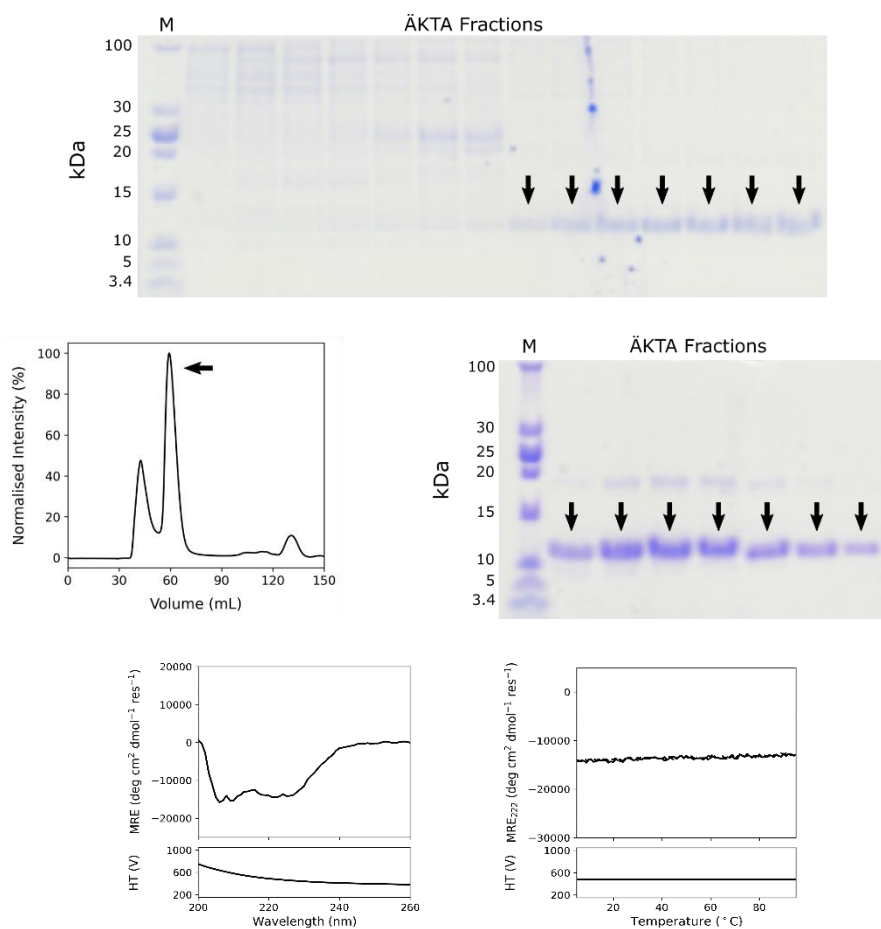 M ÄKTA Fractions
kDa
100
30
25
20
15
10
5
3.4
Normalised Intensity (%)
100
80
60
40
20
0
0 30 60 90 120 150
Volume (mL)
M ÄKTA Fractions
kDa
100
30
25
20
15
10
5
3.4
MRE (deg cm² dmol⁻¹ res⁻¹)
20000
10000
0
−10000
−20000
HT (V)
1000
600
200
200 220 240 260
Wavelength (nm)
MRE₂₂₂ (deg cm² dmol⁻¹ res⁻¹)
0
−10000
−20000
−30000
HT (V)
1000
600
200
20 40 60 80
Temperature (°C)